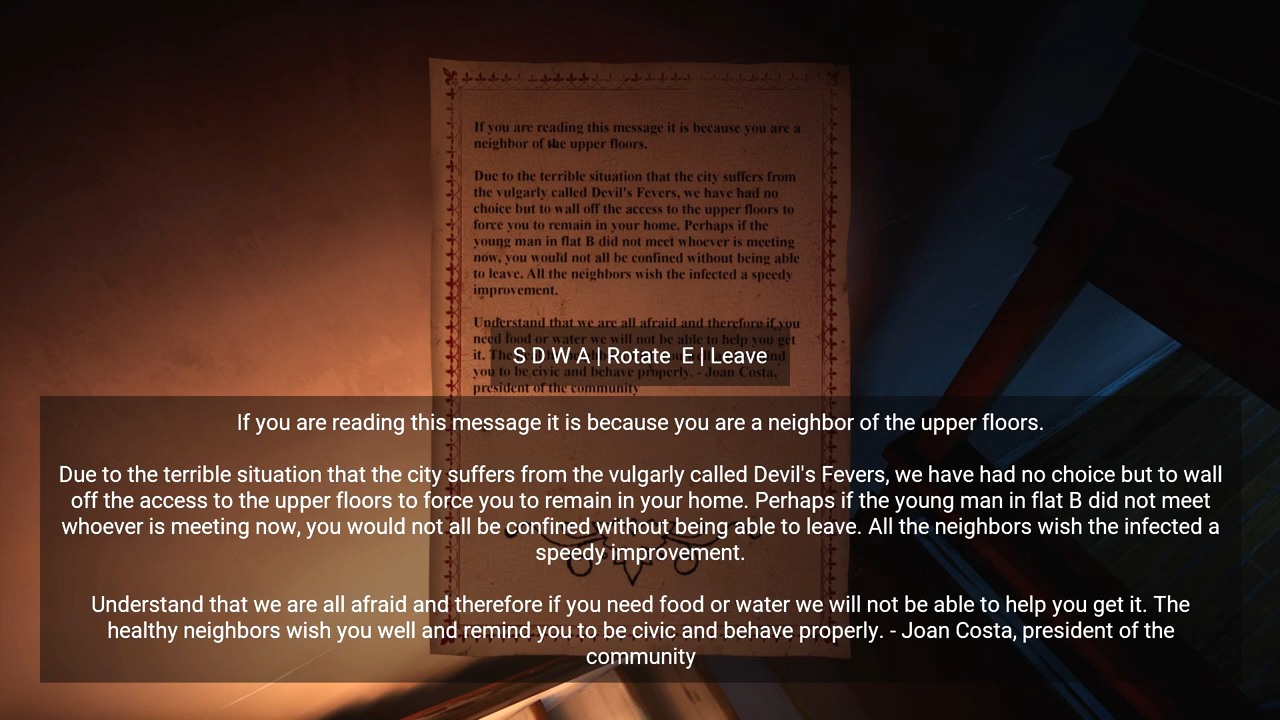 If you are reading this message it is because you are a
neighbor of the upper floors.
Due to the terrible situation that the city suffers from
the vulgarly called Devil's Fevers, we have had no
choice but to wall off the access to the upper floors to
force you to remain in your home. Perhaps if the
young man in flat B did not meet whoever is meeting
now, you would not all be confined without being able
to leave. All the neighbors wish the infected a speedy
improvement.
Understand that we are all afraid and therefore if you
need food or water we will not be able to help you get
it. The nd
you to be civic and behave properly. - Joan Costa,
president of the community
S D W A | Rotate E | Leave
If you are reading this message it is because you are a neighbor of the upper floors.
Due to the terrible situation that the city suffers from the vulgarly called Devil's Fevers, we have had no choice but to wall
off the access to the upper floors to force you to remain in your home. Perhaps if the young man in flat B did not meet
whoever is meeting now, you would not all be confined without being able to leave. All the neighbors wish the infected a
speedy improvement.
Understand that we are all afraid and therefore if you need food or water we will not be able to help you get it. The
healthy neighbors wish you well and remind you to be civic and behave properly. - Joan Costa, president of the
community